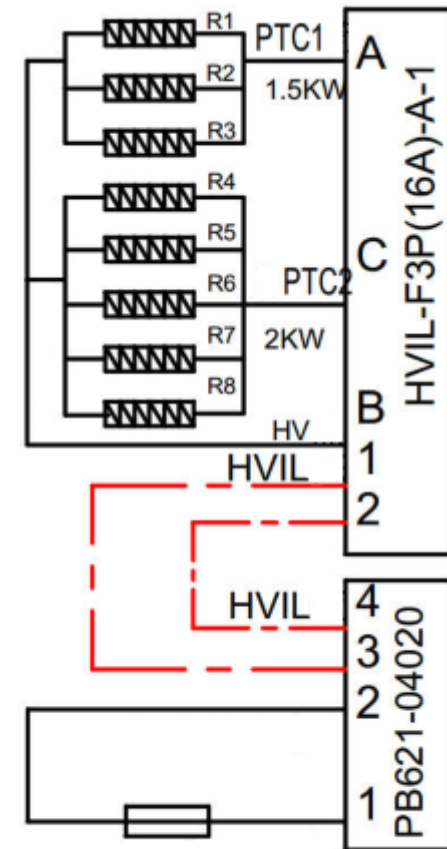 R1
PTC1
A
R2
1.5KW
R3
R4
R5
C
R6
PTC2
R7
2KW
R8
B
HV
1
HVIL
2
HVIL-F3P(16A)-A-1
4
HVIL
3
2
1
PB621-04020